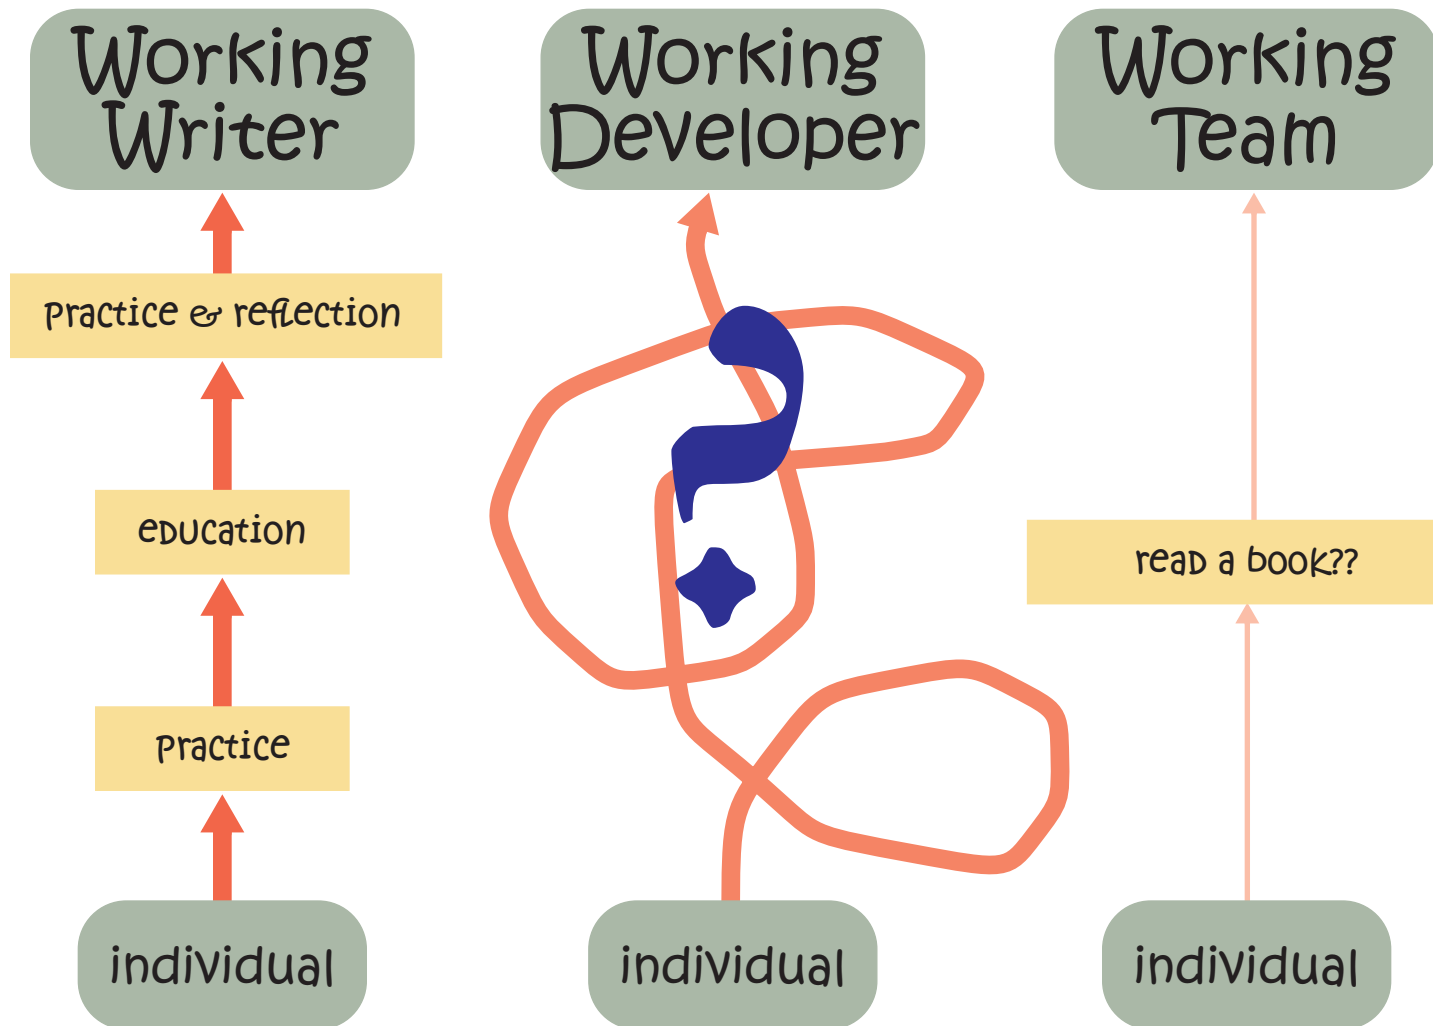 Working
Writer
practice & reflection
education
practice
individual
Working
Developer
?
individual
Working
Team
read a book??
individual